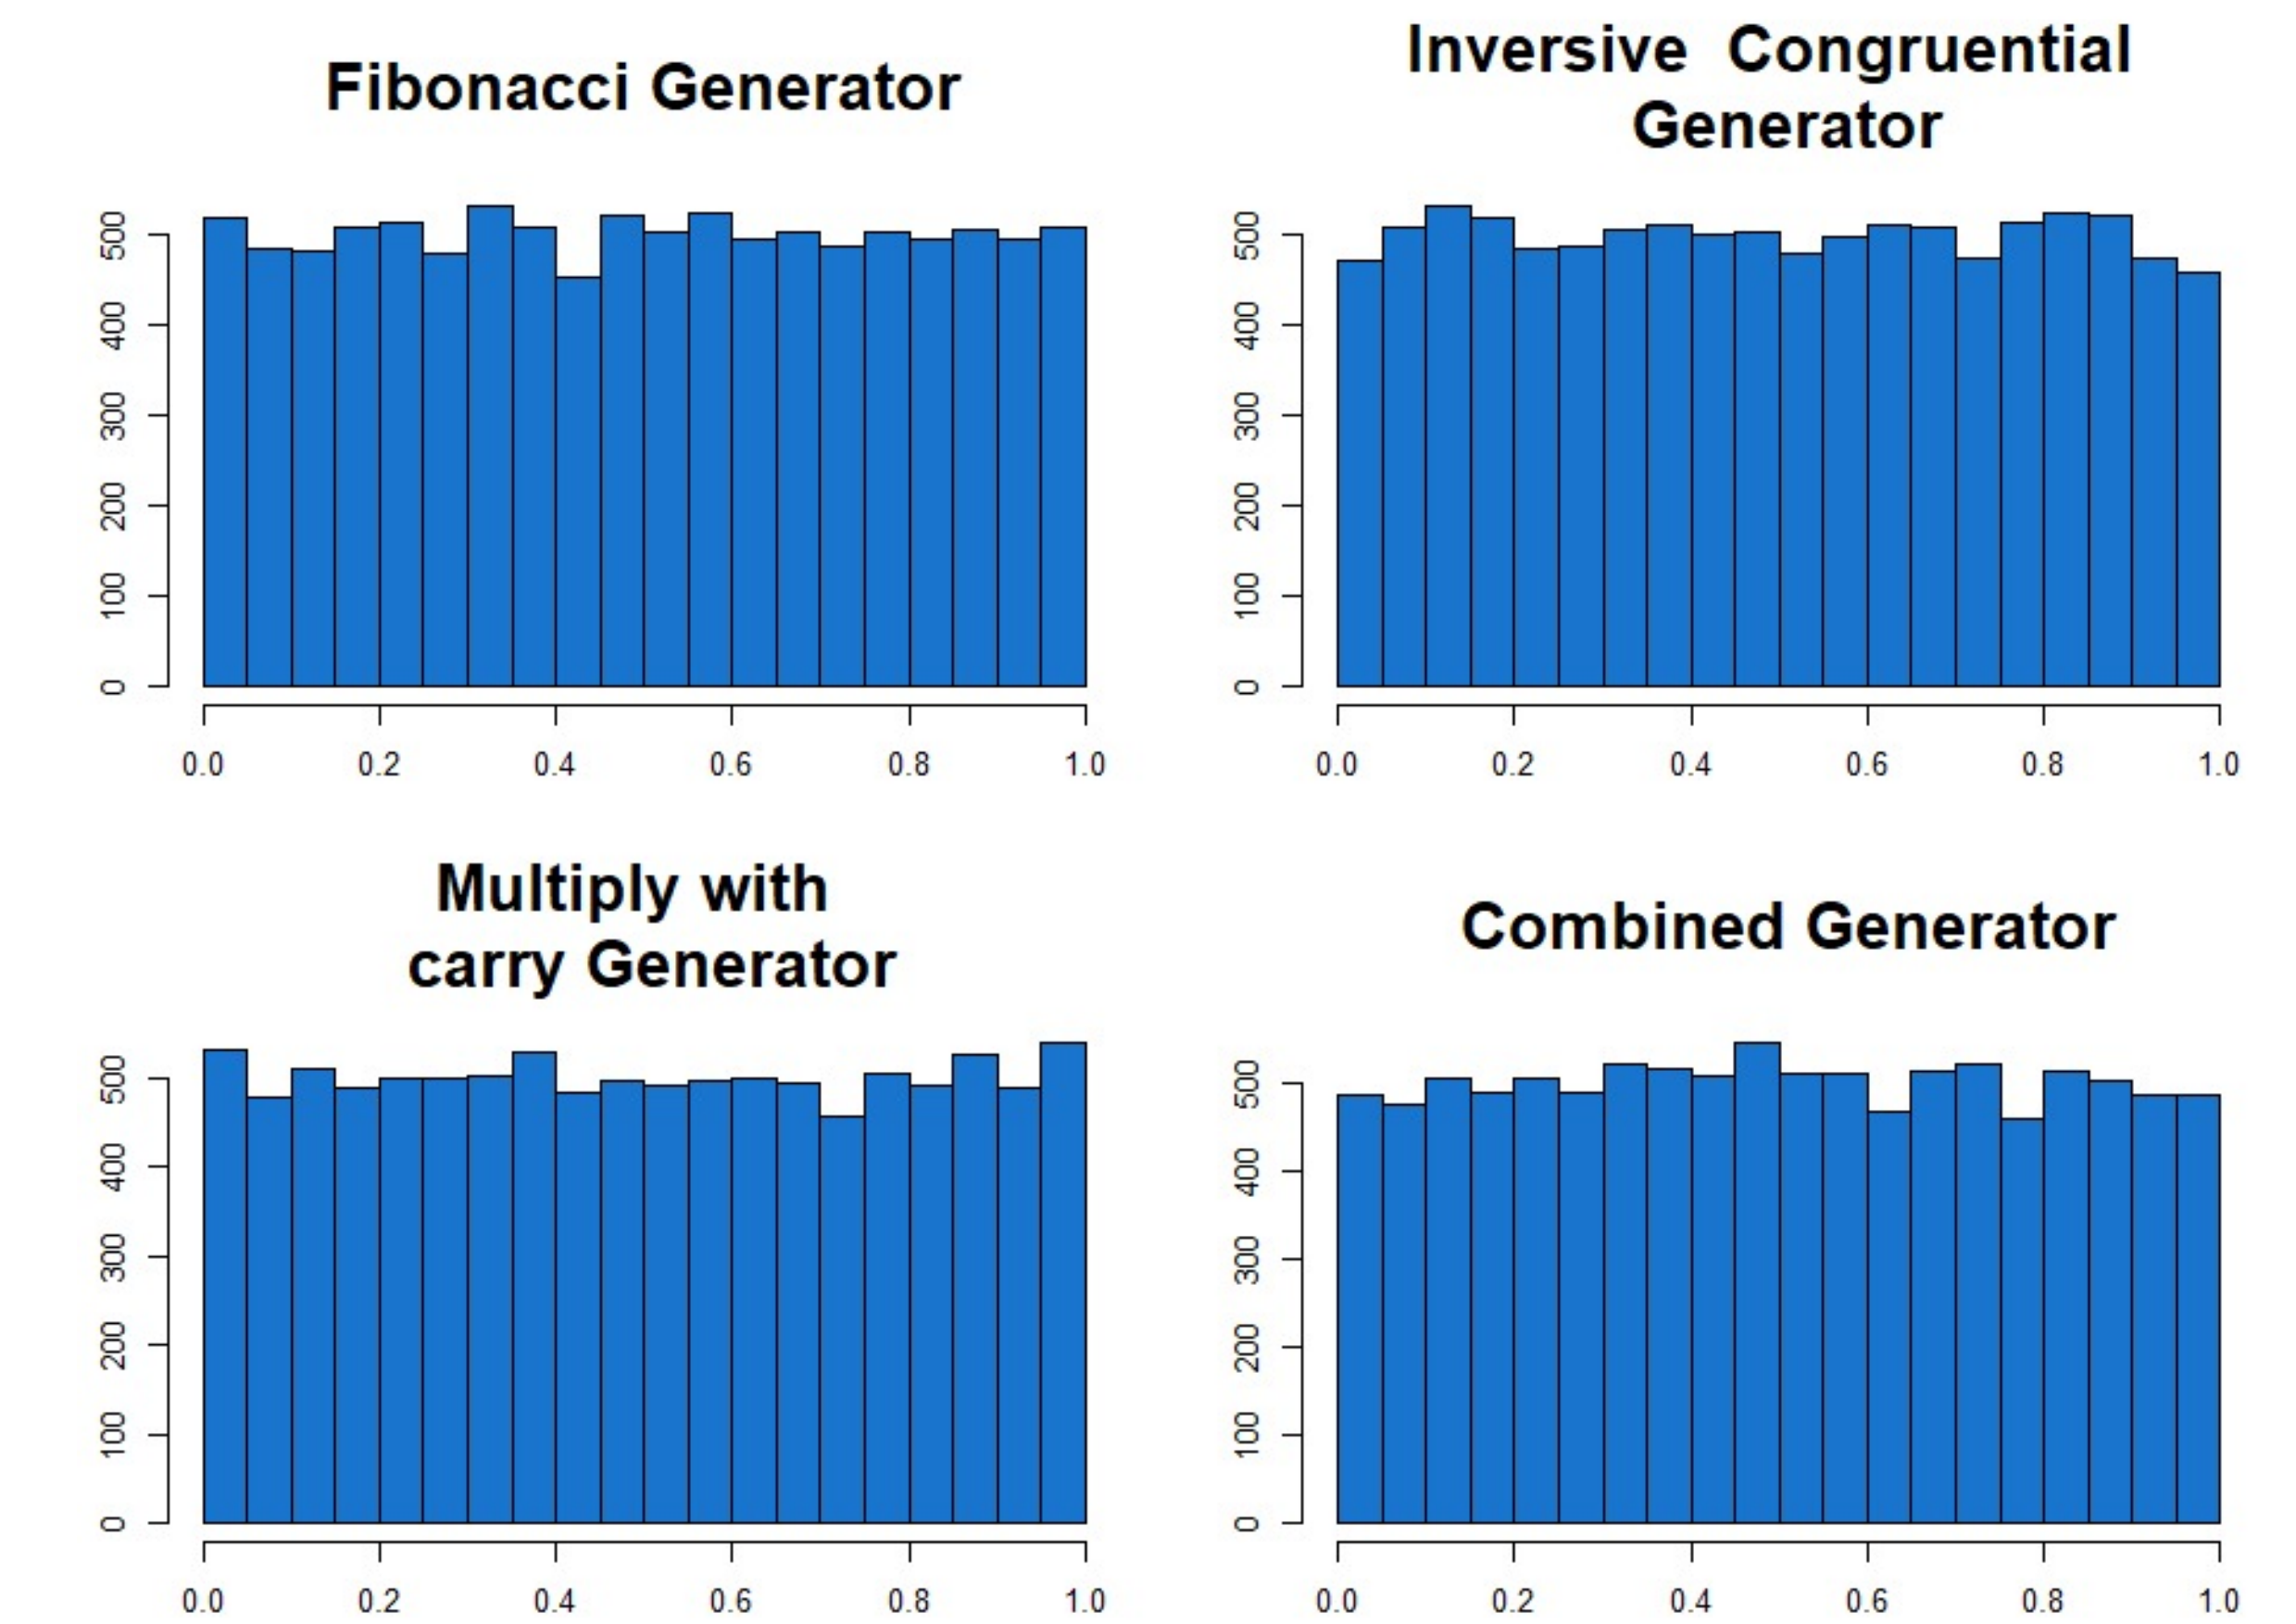 Fibonacci Generator
500
400
300
200
100
0
0.0 0.2 0.4 0.6 0.8 1.0
Inversive Congruential
Generator
500
400
300
200
100
0
0.0 0.2 0.4 0.6 0.8 1.0
Multiply with
carry Generator
500
400
300
200
100
0
0.0 0.2 0.4 0.6 0.8 1.0
Combined Generator
500
400
300
200
100
0
0.0 0.2 0.4 0.6 0.8 1.0